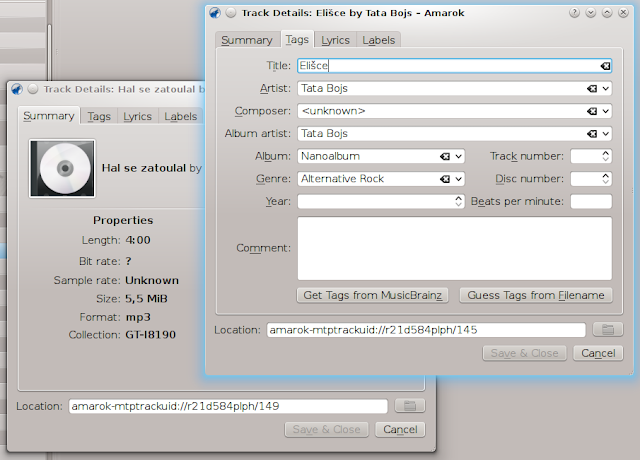 Track Details: Elišce by Tata Bojs – Amarok
Summary Tags Lyrics Labels
Title: Elišce
Artist: Tata Bojs
Composer: <unknown>
Album artist: Tata Bojs
Album: Nanoalbum Track number:
Genre: Alternative Rock Disc number:
Year: Beats per minute:
Comment:
Get Tags from MusicBrainz Guess Tags from Filename
Location: amarok-mtptrackuid://r21d584plph/145
Save & Close Cancel
Track Details: Hal se zatoulal b
Summary Tags Lyrics Labels
Hal se zatoulal by
Properties
Length: 4:00
Bit rate: ?
Sample rate: Unknown
Size: 5,5 MiB
Format: mp3
Collection: GT-I8190
Location: amarok-mtptrackuid://r21d584plph/149
Save & Close Cancel